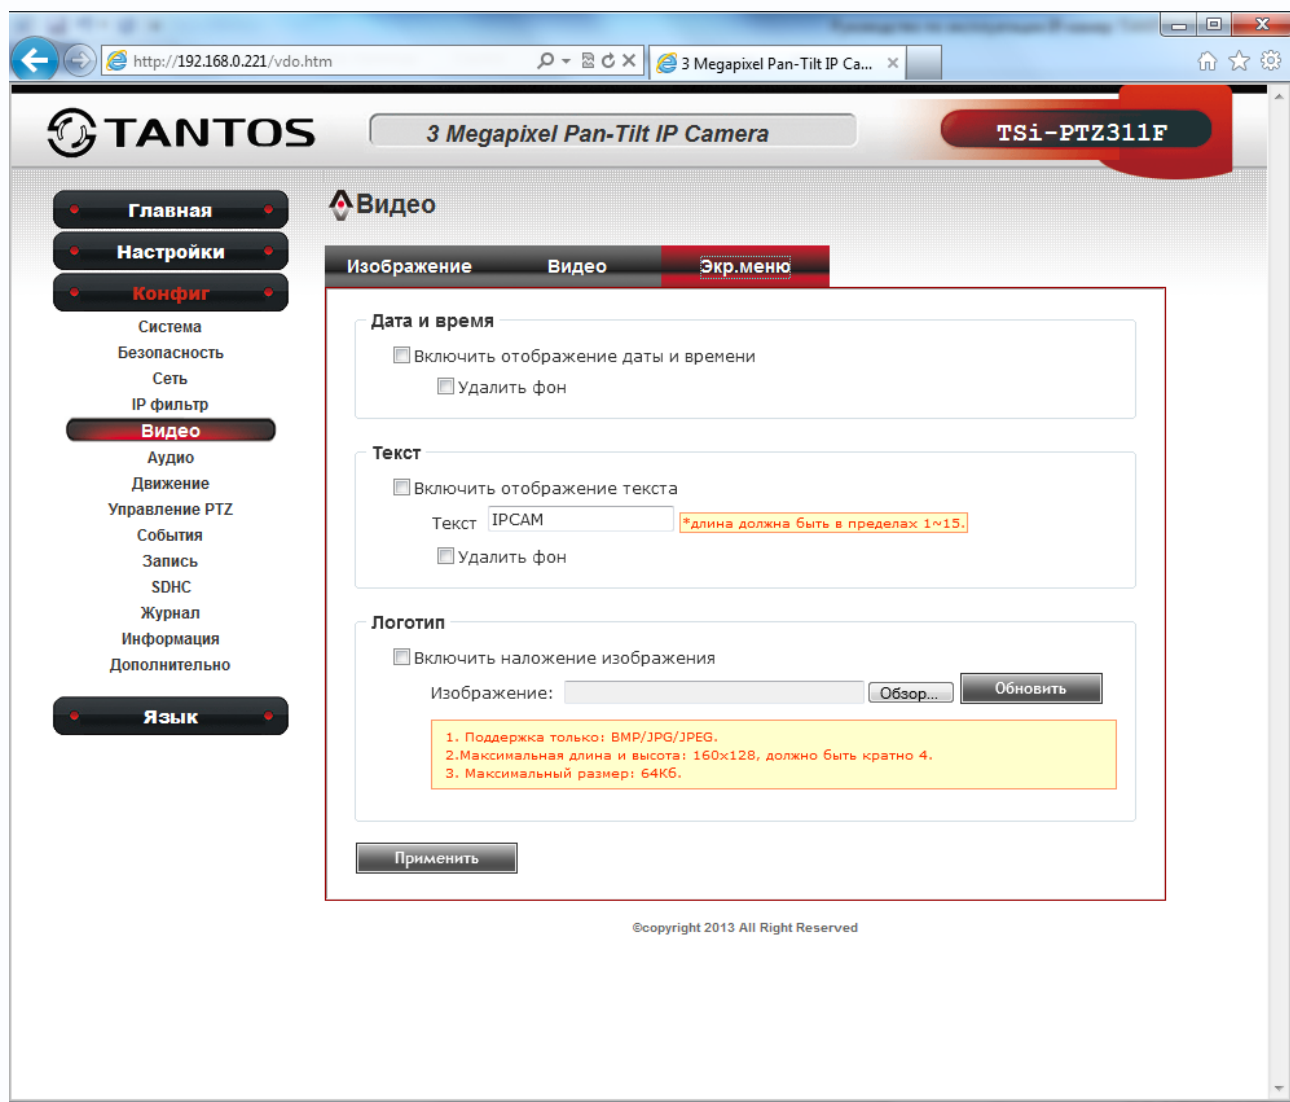 http://192.168.0.221/vdo.htm
3 Megapixel Pan-Tilt IP Ca...
TANTOS
3 Megapixel Pan-Tilt IP Camera
TSi-PTZ311F
Главная
Настройки
Конфиг
Система
Безопасность
Сеть
IP фильтр
Видео
Аудио
Движение
Управление PTZ
События
Запись
SDHC
Журнал
Информация
Дополнительно
Язык
Видео
Изображение Видео Экр.меню
Дата и время
Включить отображение даты и времени
Удалить фон
Текст
Включить отображение текста
Текст IPCAM *длина должна быть в пределах 1~15.
Удалить фон
Логотип
Включить наложение изображения
Изображение: Обзор... Обновить
1. Поддержка только: BMP/JPG/JPEG.
2.Максимальная длина и высота: 160x128, должно быть кратно 4.
3. Максимальный размер: 64Кб.
Применить
©copyright 2013 All Right Reserved